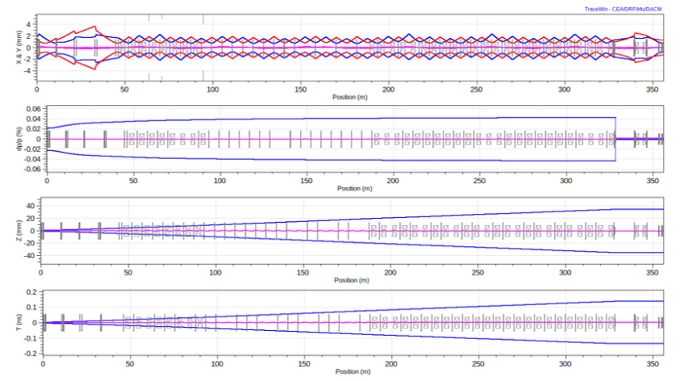 TraceWin - CEA/DRF/Irfu/DACM
X & Y (mm)
4
2
0
-2
-4
0 50 100 150 200 250 300 350
Position (m)
dp/p (%)
0.06
0.04
0.02
0
-0.02
-0.04
-0.06
0 50 100 150 200 250 300 350
Position (m)
Z (mm)
40
20
0
-20
-40
0 50 100 150 200 250 300 350
Position (m)
T (ns)
0.2
0.1
0
-0.1
-0.2
0 50 100 150 200 250 300 350
Position (m)